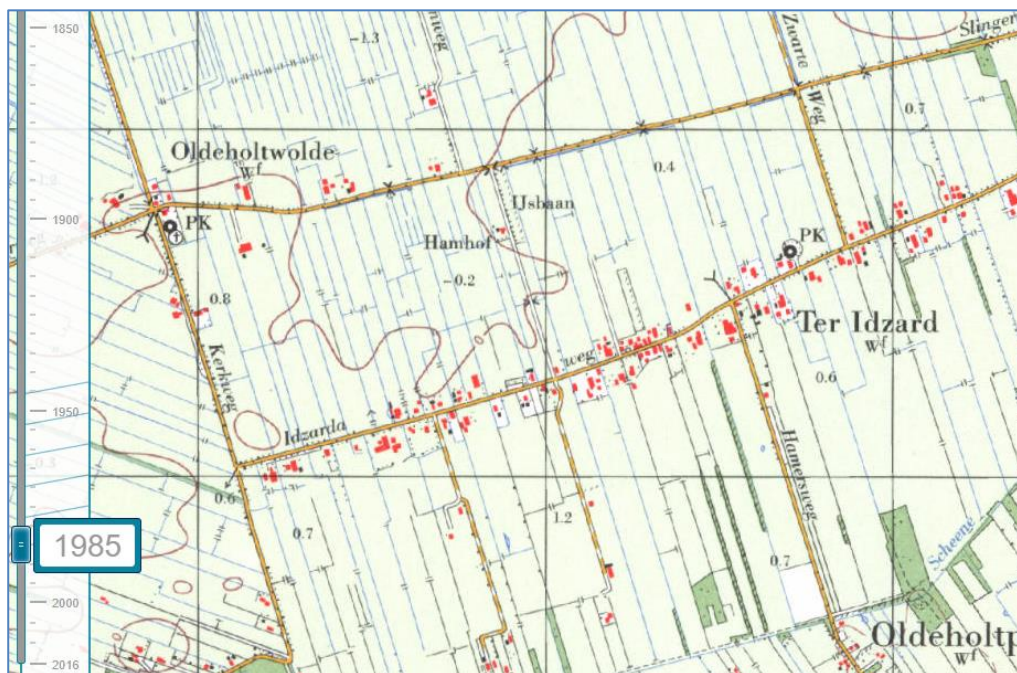 1850
1900
1950
1985
2000
2016
-1.3
Zwarte
Weg
Slinger
0.7
0.4
Oldeholtwolde
Wf
PK
IJsbaan
Hamhof
-0.2
PK
0.8
Kerkweg
0
Ter Idzard
Wf
0.6
Idzarda
weg
Hamersweg
0.6
0.7
1.2
0.7
Scheene
Oldeholtp
Wf